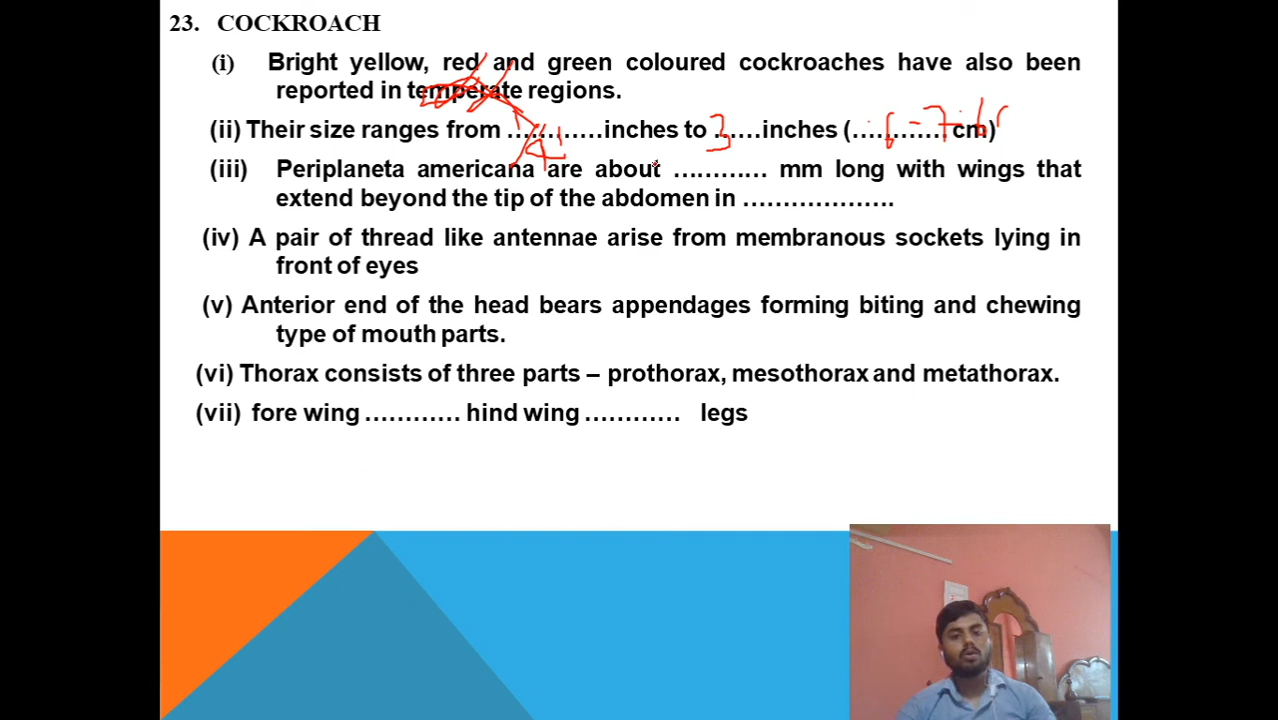 23. COCKROACH
(i) Bright yellow, red and green coloured cockroaches have also been
reported in temperate regions.
(ii) Their size ranges from …………inches to 3 ……inches (…………. cm)
(iii) Periplaneta americana are about ………… mm long with wings that
extend beyond the tip of the abdomen in ……………….
(iv) A pair of thread like antennae arise from membranous sockets lying in
front of eyes
(v) Anterior end of the head bears appendages forming biting and chewing
type of mouth parts.
(vi) Thorax consists of three parts – prothorax, mesothorax and metathorax.
(vii) fore wing ………… hind wing ………… legs